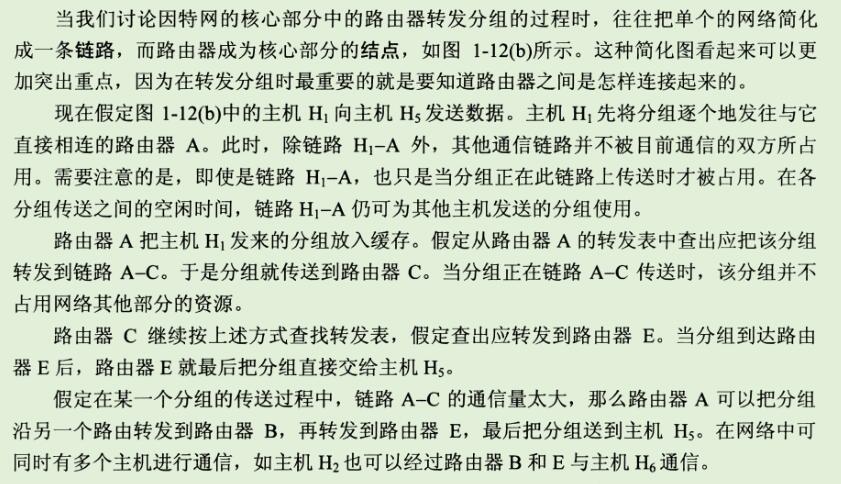 当我们讨论因特网的核心部分中的路由器转发分组的过程时，往往把单个的网络简化
成一条链路，而路由器成为核心部分的结点，如图 1-12(b)所示。这种简化图看起来可以更
加突出重点，因为在转发分组时最重要的就是要知道路由器之间是怎样连接起来的。
现在假定图 1-12(b)中的主机 H₁ 向主机 H₅ 发送数据。主机 H₁ 先将分组逐个地发往与它
直接相连的路由器 A。此时，除链路 H₁–A 外，其他通信链路并不被目前通信的双方所占
用。需要注意的是，即使是链路 H₁–A，也只是当分组正在此链路上传送时才被占用。在各
分组传送之间的空闲时间，链路 H₁–A 仍可为其他主机发送的分组使用。
路由器 A 把主机 H₁ 发来的分组放入缓存。假定从路由器 A 的转发表中查出应把该分组
转发到链路 A–C。于是分组就传送到路由器 C。当分组正在链路 A–C 传送时，该分组并不
占用网络其他部分的资源。
路由器 C 继续按上述方式查找转发表，假定查出应转发到路由器 E。当分组到达路由
器 E 后，路由器 E 就最后把分组直接交给主机 H₅。
假定在某一个分组的传送过程中，链路 A–C 的通信量太大，那么路由器 A 可以把分组
沿另一个路由转发到路由器 B，再转发到路由器 E，最后把分组送到主机 H₅。在网络中可
同时有多个主机进行通信，如主机 H₂ 也可以经过路由器 B 和 E 与主机 H₆ 通信。